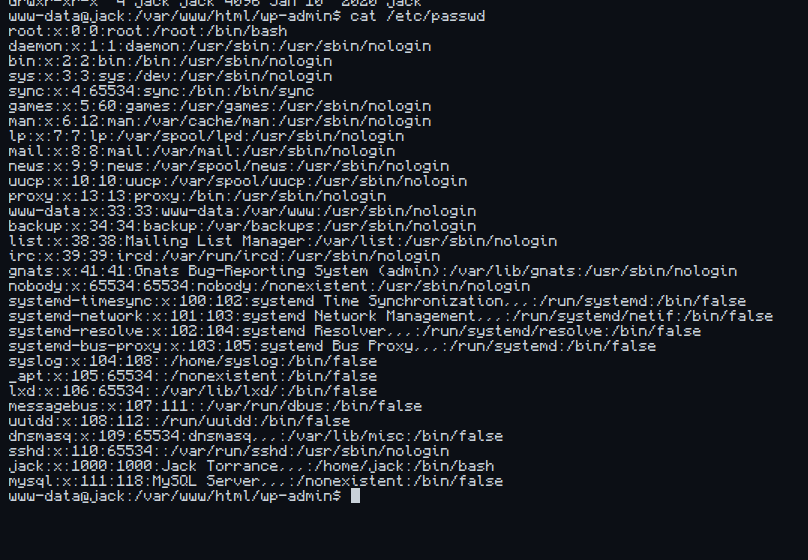 drwxr-xr-x 4 jack jack 4096 Jan 10 2020 jack
www-data@jack:/var/www/html/wp-admin$ cat /etc/passwd
root:x:0:0:root:/root:/bin/bash
daemon:x:1:1:daemon:/usr/sbin:/usr/sbin/nologin
bin:x:2:2:bin:/bin:/usr/sbin/nologin
sys:x:3:3:sys:/dev:/usr/sbin/nologin
sync:x:4:65534:sync:/bin:/bin/sync
games:x:5:60:games:/usr/games:/usr/sbin/nologin
man:x:6:12:man:/var/cache/man:/usr/sbin/nologin
lp:x:7:7:lp:/var/spool/lpd:/usr/sbin/nologin
mail:x:8:8:mail:/var/mail:/usr/sbin/nologin
news:x:9:9:news:/var/spool/news:/usr/sbin/nologin
uucp:x:10:10:uucp:/var/spool/uucp:/usr/sbin/nologin
proxy:x:13:13:proxy:/bin:/usr/sbin/nologin
www-data:x:33:33:www-data:/var/www:/usr/sbin/nologin
backup:x:34:34:backup:/var/backups:/usr/sbin/nologin
list:x:38:38:Mailing List Manager:/var/list:/usr/sbin/nologin
irc:x:39:39:ircd:/var/run/ircd:/usr/sbin/nologin
gnats:x:41:41:Gnats Bug-Reporting System (admin):/var/lib/gnats:/usr/sbin/nologin
nobody:x:65534:65534:nobody:/nonexistent:/usr/sbin/nologin
systemd-timesync:x:100:102:systemd Time Synchronization,,,:/run/systemd:/bin/false
systemd-network:x:101:103:systemd Network Management,,,:/run/systemd/netif:/bin/false
systemd-resolve:x:102:104:systemd Resolver,,,:/run/systemd/resolve:/bin/false
systemd-bus-proxy:x:103:105:systemd Bus Proxy,,,:/run/systemd:/bin/false
syslog:x:104:108::/home/syslog:/bin/false
_apt:x:105:65534::/nonexistent:/bin/false
lxd:x:106:65534::/var/lib/lxd/:/bin/false
messagebus:x:107:111::/var/run/dbus:/bin/false
uuidd:x:108:112::/run/uuidd:/bin/false
dnsmasq:x:109:65534:dnsmasq,,,:/var/lib/misc:/bin/false
sshd:x:110:65534::/var/run/sshd:/usr/sbin/nologin
jack:x:1000:1000:Jack Torrance,,,:/home/jack:/bin/bash
mysql:x:111:118:MySQL Server,,,:/nonexistent:/bin/false
www-data@jack:/var/www/html/wp-admin$